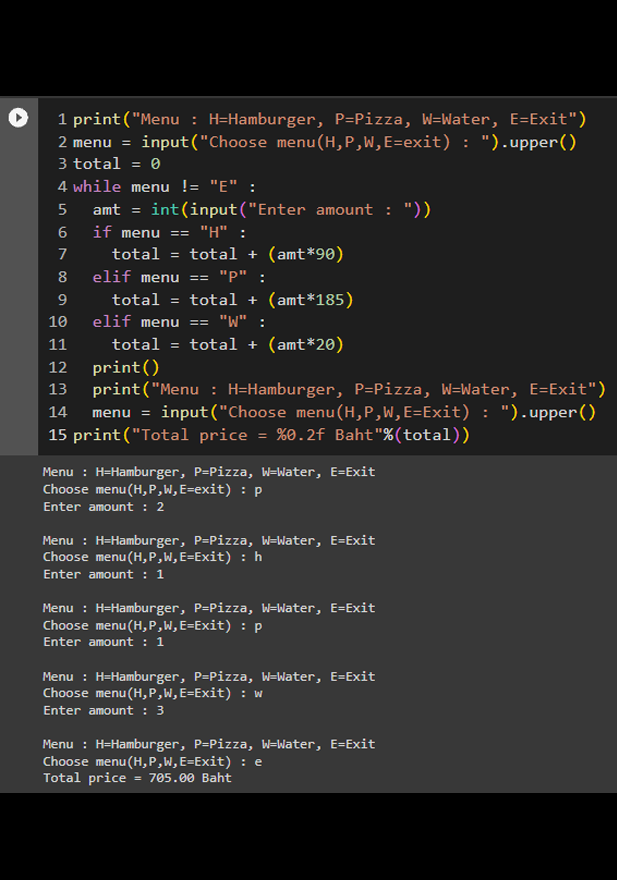 1 print("Menu : H=Hamburger, P=Pizza, W=Water, E=Exit")
2 menu = input("Choose menu(H,P,W,E=exit) : ").upper()
3 total = 0
4 while menu != "E" :
5   amt = int(input("Enter amount : "))
6   if menu == "H" :
7     total = total + (amt*90)
8   elif menu == "P" :
9     total = total + (amt*185)
10   elif menu == "W" :
11     total = total + (amt*20)
12   print()
13   print("Menu : H=Hamburger, P=Pizza, W=Water, E=Exit")
14   menu = input("Choose menu(H,P,W,E=Exit) : ").upper()
15 print("Total price = %0.2f Baht"%(total))
Menu : H=Hamburger, P=Pizza, W=Water, E=Exit
Choose menu(H,P,W,E=exit) : p
Enter amount : 2
Menu : H=Hamburger, P=Pizza, W=Water, E=Exit
Choose menu(H,P,W,E=Exit) : h
Enter amount : 1
Menu : H=Hamburger, P=Pizza, W=Water, E=Exit
Choose menu(H,P,W,E=Exit) : p
Enter amount : 1
Menu : H=Hamburger, P=Pizza, W=Water, E=Exit
Choose menu(H,P,W,E=Exit) : w
Enter amount : 3
Menu : H=Hamburger, P=Pizza, W=Water, E=Exit
Choose menu(H,P,W,E=Exit) : e
Total price = 705.00 Baht